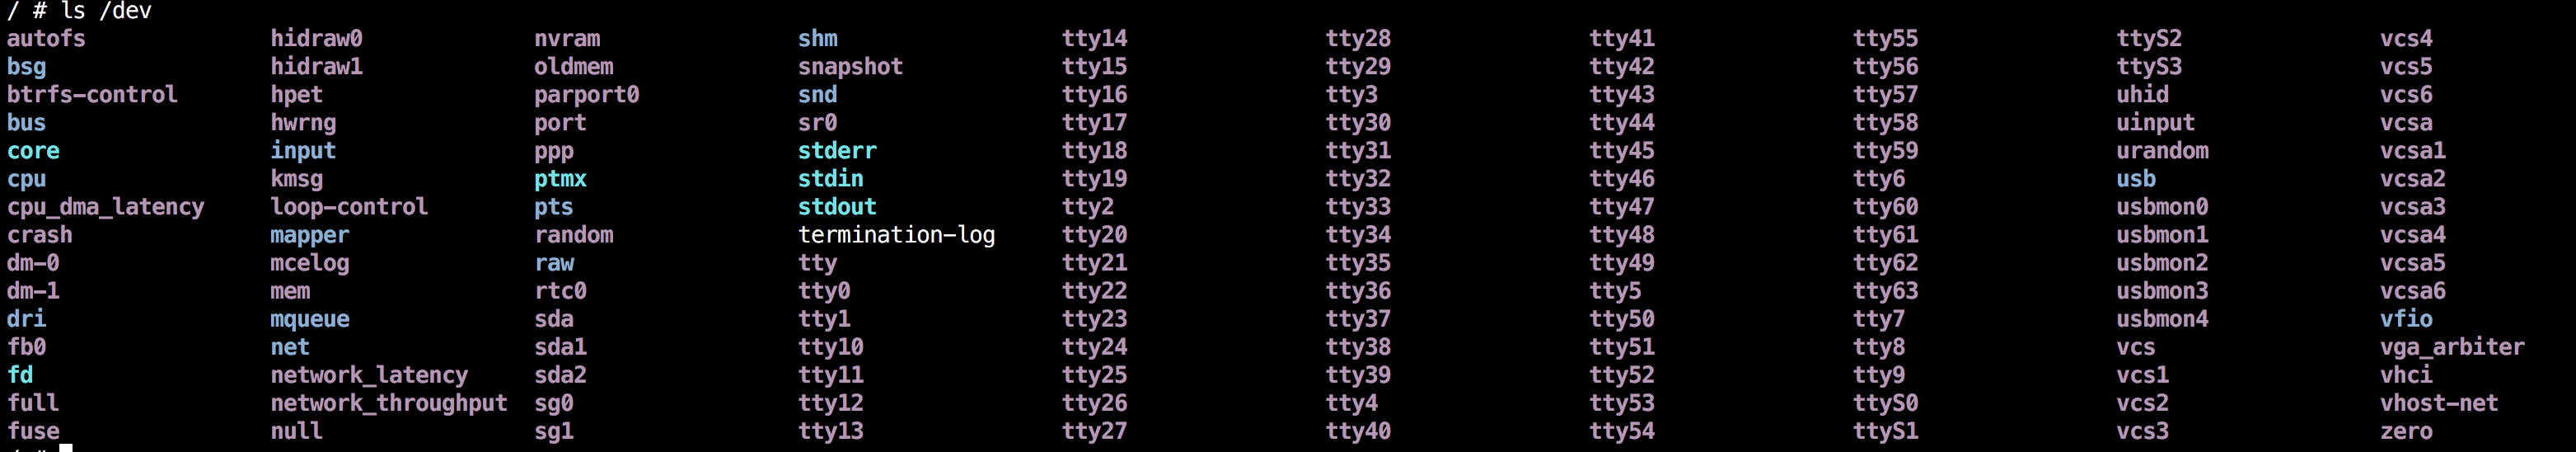 / # ls /dev
autofs hidraw0 nvram shm tty14 tty28 tty41 tty55 ttyS2 vcs4
bsg hidraw1 oldmem snapshot tty15 tty29 tty42 tty56 ttyS3 vcs5
btrfs-control hpet parport0 snd tty16 tty3 tty43 tty57 uhid vcs6
bus hwrng port sr0 tty17 tty30 tty44 tty58 uinput vcsa
core input ppp stderr tty18 tty31 tty45 tty59 urandom vcsa1
cpu kmsg ptmx stdin tty19 tty32 tty46 tty6 usb vcsa2
cpu_dma_latency loop-control pts stdout tty2 tty33 tty47 tty60 usbmon0 vcsa3
crash mapper random termination-log tty20 tty34 tty48 tty61 usbmon1 vcsa4
dm-0 mcelog raw tty tty21 tty35 tty49 tty62 usbmon2 vcsa5
dm-1 mem rtc0 tty0 tty22 tty36 tty5 tty63 usbmon3 vcsa6
dri mqueue sda tty1 tty23 tty37 tty50 tty7 usbmon4 vfio
fb0 net sda1 tty10 tty24 tty38 tty51 tty8 vcs vga_arbiter
fd network_latency sda2 tty11 tty25 tty39 tty52 tty9 vcs1 vhci
full network_throughput sg0 tty12 tty26 tty4 tty53 ttyS0 vcs2 vhost-net
fuse null sg1 tty13 tty27 tty40 tty54 ttyS1 vcs3 zero